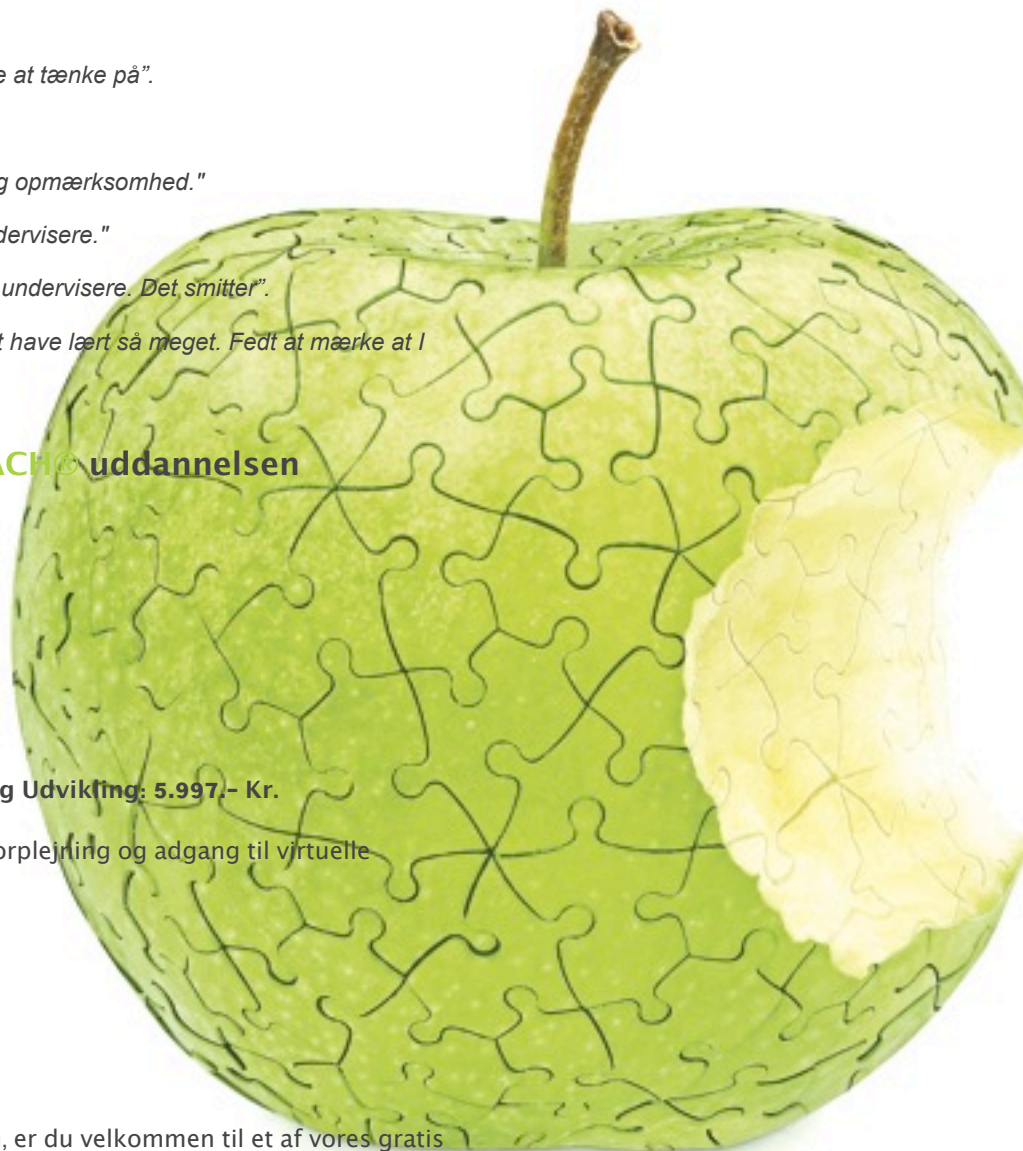 e at tænke på”.
g opmærksomhed."
dervisere."
undervisere. Det smitter”.
t have lært så meget. Fedt at mærke at I
ACH® uddannelsen
g Udvikling: 5.997,- Kr.
orplejning og adgang til virtuelle
, er du velkommen til et af vores gratis